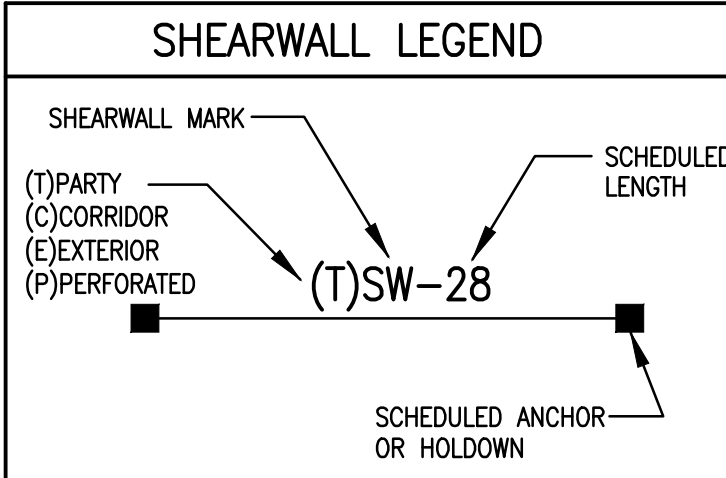 SHEARWALL LEGEND
SHEARWALL MARK
SCHEDULED
LENGTH
(T)PARTY
(C)CORRIDOR
(E)EXTERIOR
(P)PERFORATED
(T)SW-28
SCHEDULED ANCHOR
OR HOLDOWN